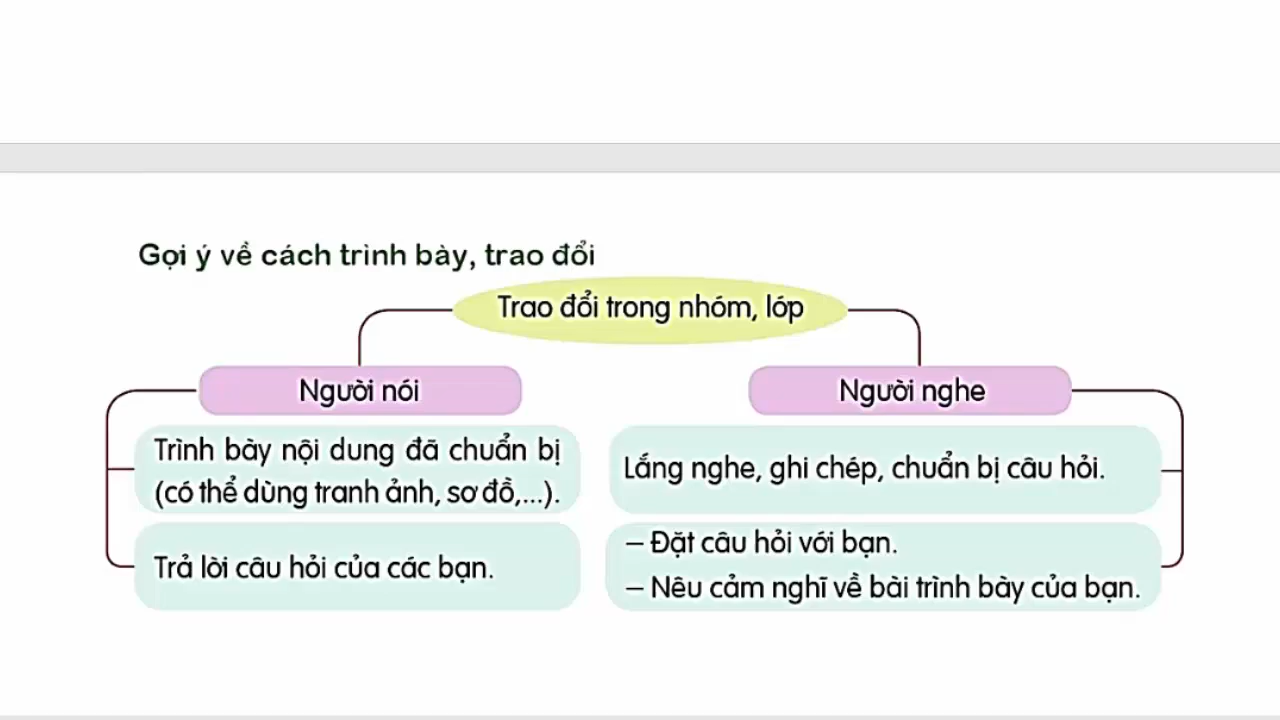 Gợi ý về cách trình bày, trao đổi
Trao đổi trong nhóm, lớp
Người nói
Trình bày nội dung đã chuẩn bị
(có thể dùng tranh ảnh, sơ đồ,...).
Trả lời câu hỏi của các bạn.
Người nghe
Lắng nghe, ghi chép, chuẩn bị câu hỏi.
– Đặt câu hỏi với bạn.
– Nêu cảm nghĩ về bài trình bày của bạn.